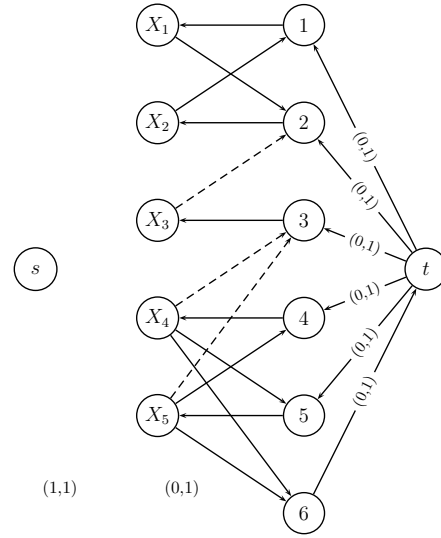 X₁ 1
X₂ 2
(0,1)
(0,1)
X₃ 3 (0,1)
s t
X₄ 4 (0,1)
(0,1)
X₅ 5 (0,1)
(1,1) (0,1)
6